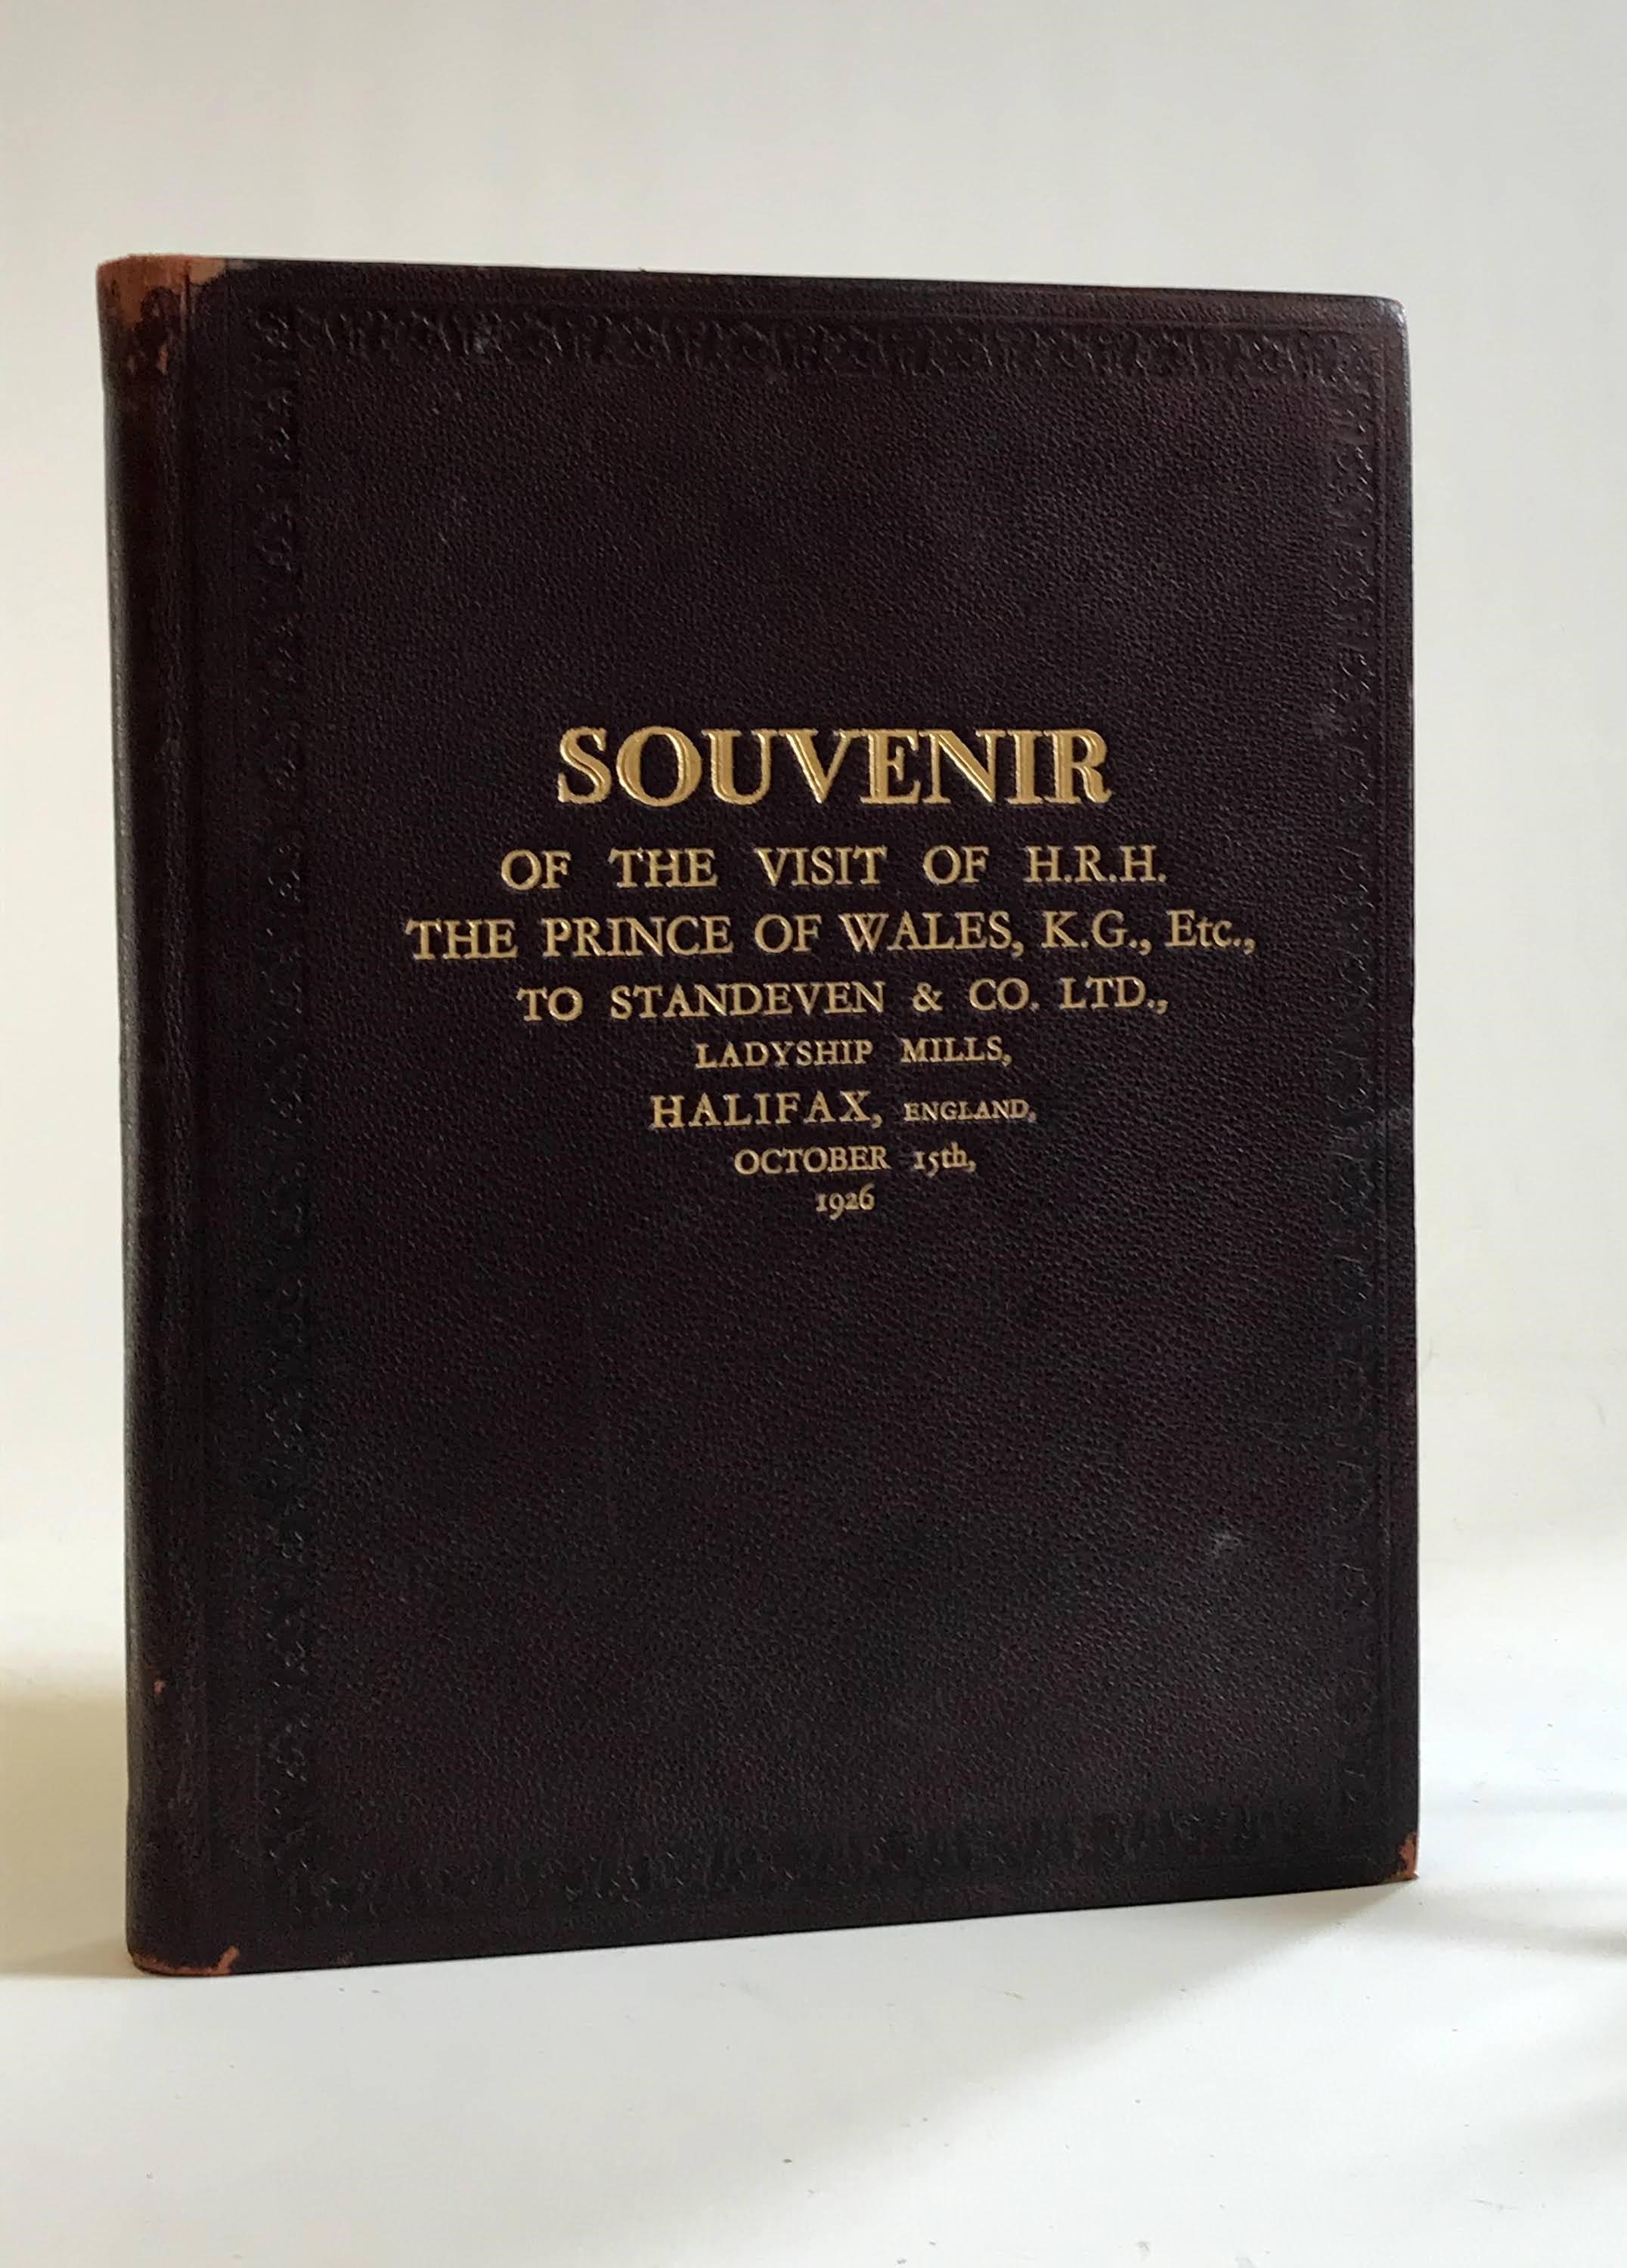 SOUVENIR
OF THE VISIT OF H.R.H.
THE PRINCE OF WALES, K.G., Etc.,
TO STANDEVEN & CO. LTD.,
LADYSHIP MILLS,
HALIFAX, ENGLAND,
OCTOBER 15th,
1926